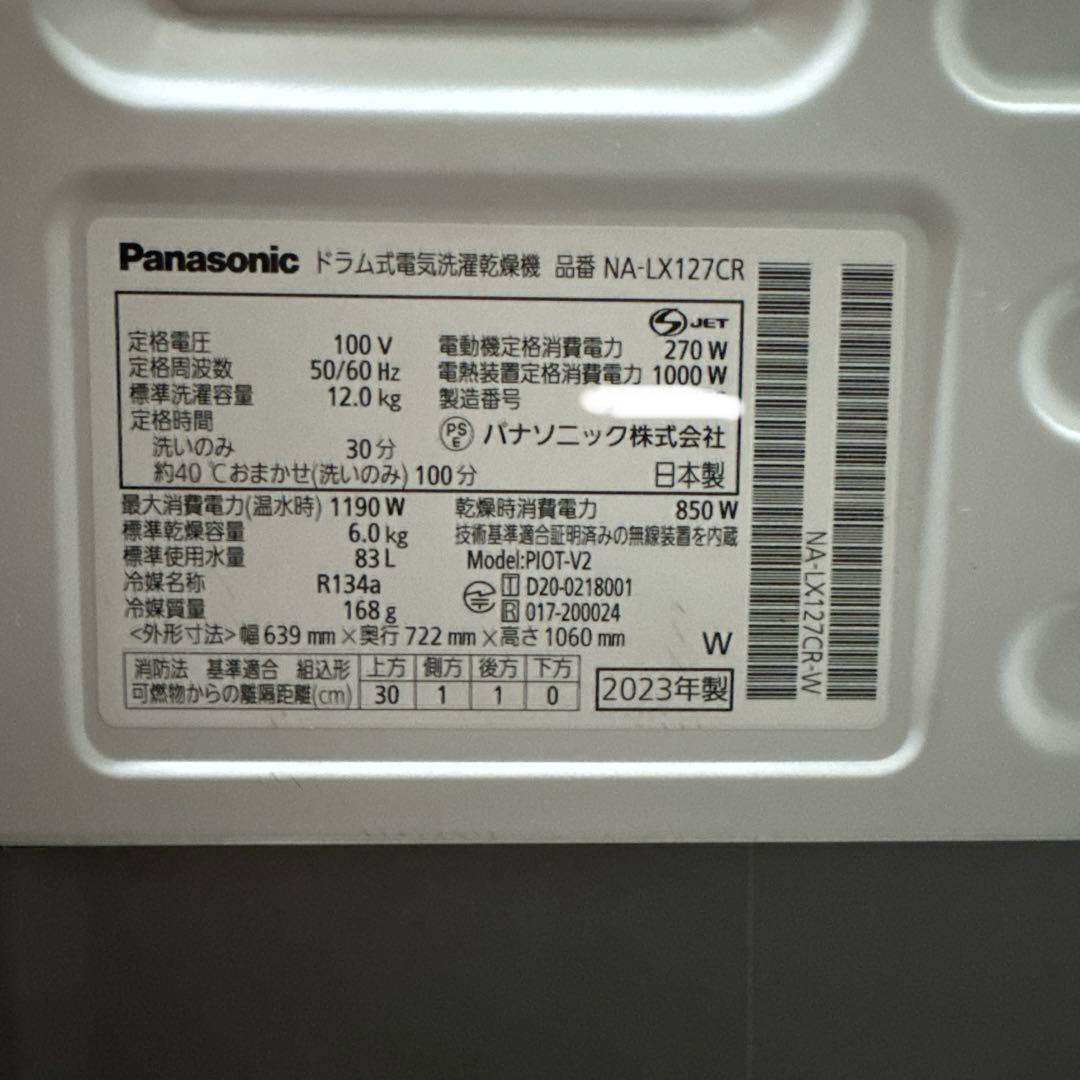 Panasonic ドラム式電気洗濯乾燥機 品番 NA-LX127CR
S JET
定格電圧 100 V 電動機定格消費電力 270 W
定格周波数 50/60 Hz 電熱装置定格消費電力 1000 W
標準洗濯容量 12.0 kg 製造番号
定格時間
洗いのみ 30 分 PSE パナソニック株式会社
約40 ℃おまかせ(洗いのみ) 100 分 日本製
最大消費電力(温水時) 1190 W 乾燥時消費電力 850 W
標準乾燥容量 6.0 kg 技術基準適合証明済みの無線装置を内蔵
標準使用水量 83 L Model:PIOT-V2
冷媒名称 R134a T D20-0218001
冷媒質量 168 g R 017-200024
<外形寸法> 幅 639 mm × 奥行 722 mm × 高さ 1060 mm W
消防法 基準適合 組込形 上方 側方 後方 下方
可燃物からの離隔距離(cm) 30 1 1 0 2023年製
NA-LX127CR-W